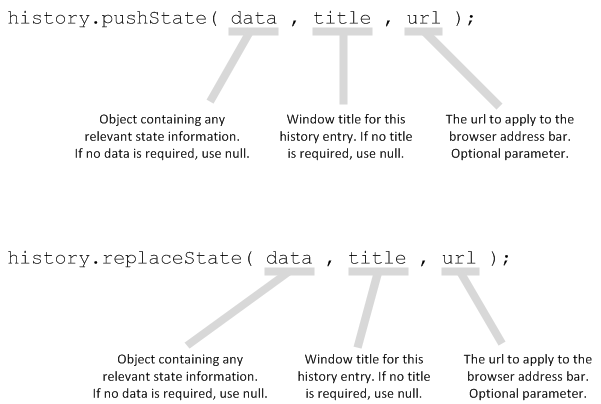 history.pushState( data , title , url );
Object containing any
relevant state information.
If no data is required, use null.
Window title for this
history entry. If no title
is required, use null.
The url to apply to the
browser address bar.
Optional parameter.
history.replaceState( data , title , url );
Object containing any
relevant state information.
If no data is required, use null.
Window title for this
history entry. If no title
is required, use null.
The url to apply to the
browser address bar.
Optional parameter.